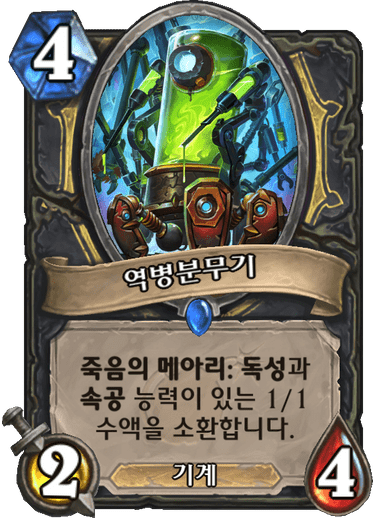 4
역병분무기
죽음의 메아리: 독성과
속공 능력이 있는 1/1
수액을 소환합니다.
2
기계
4